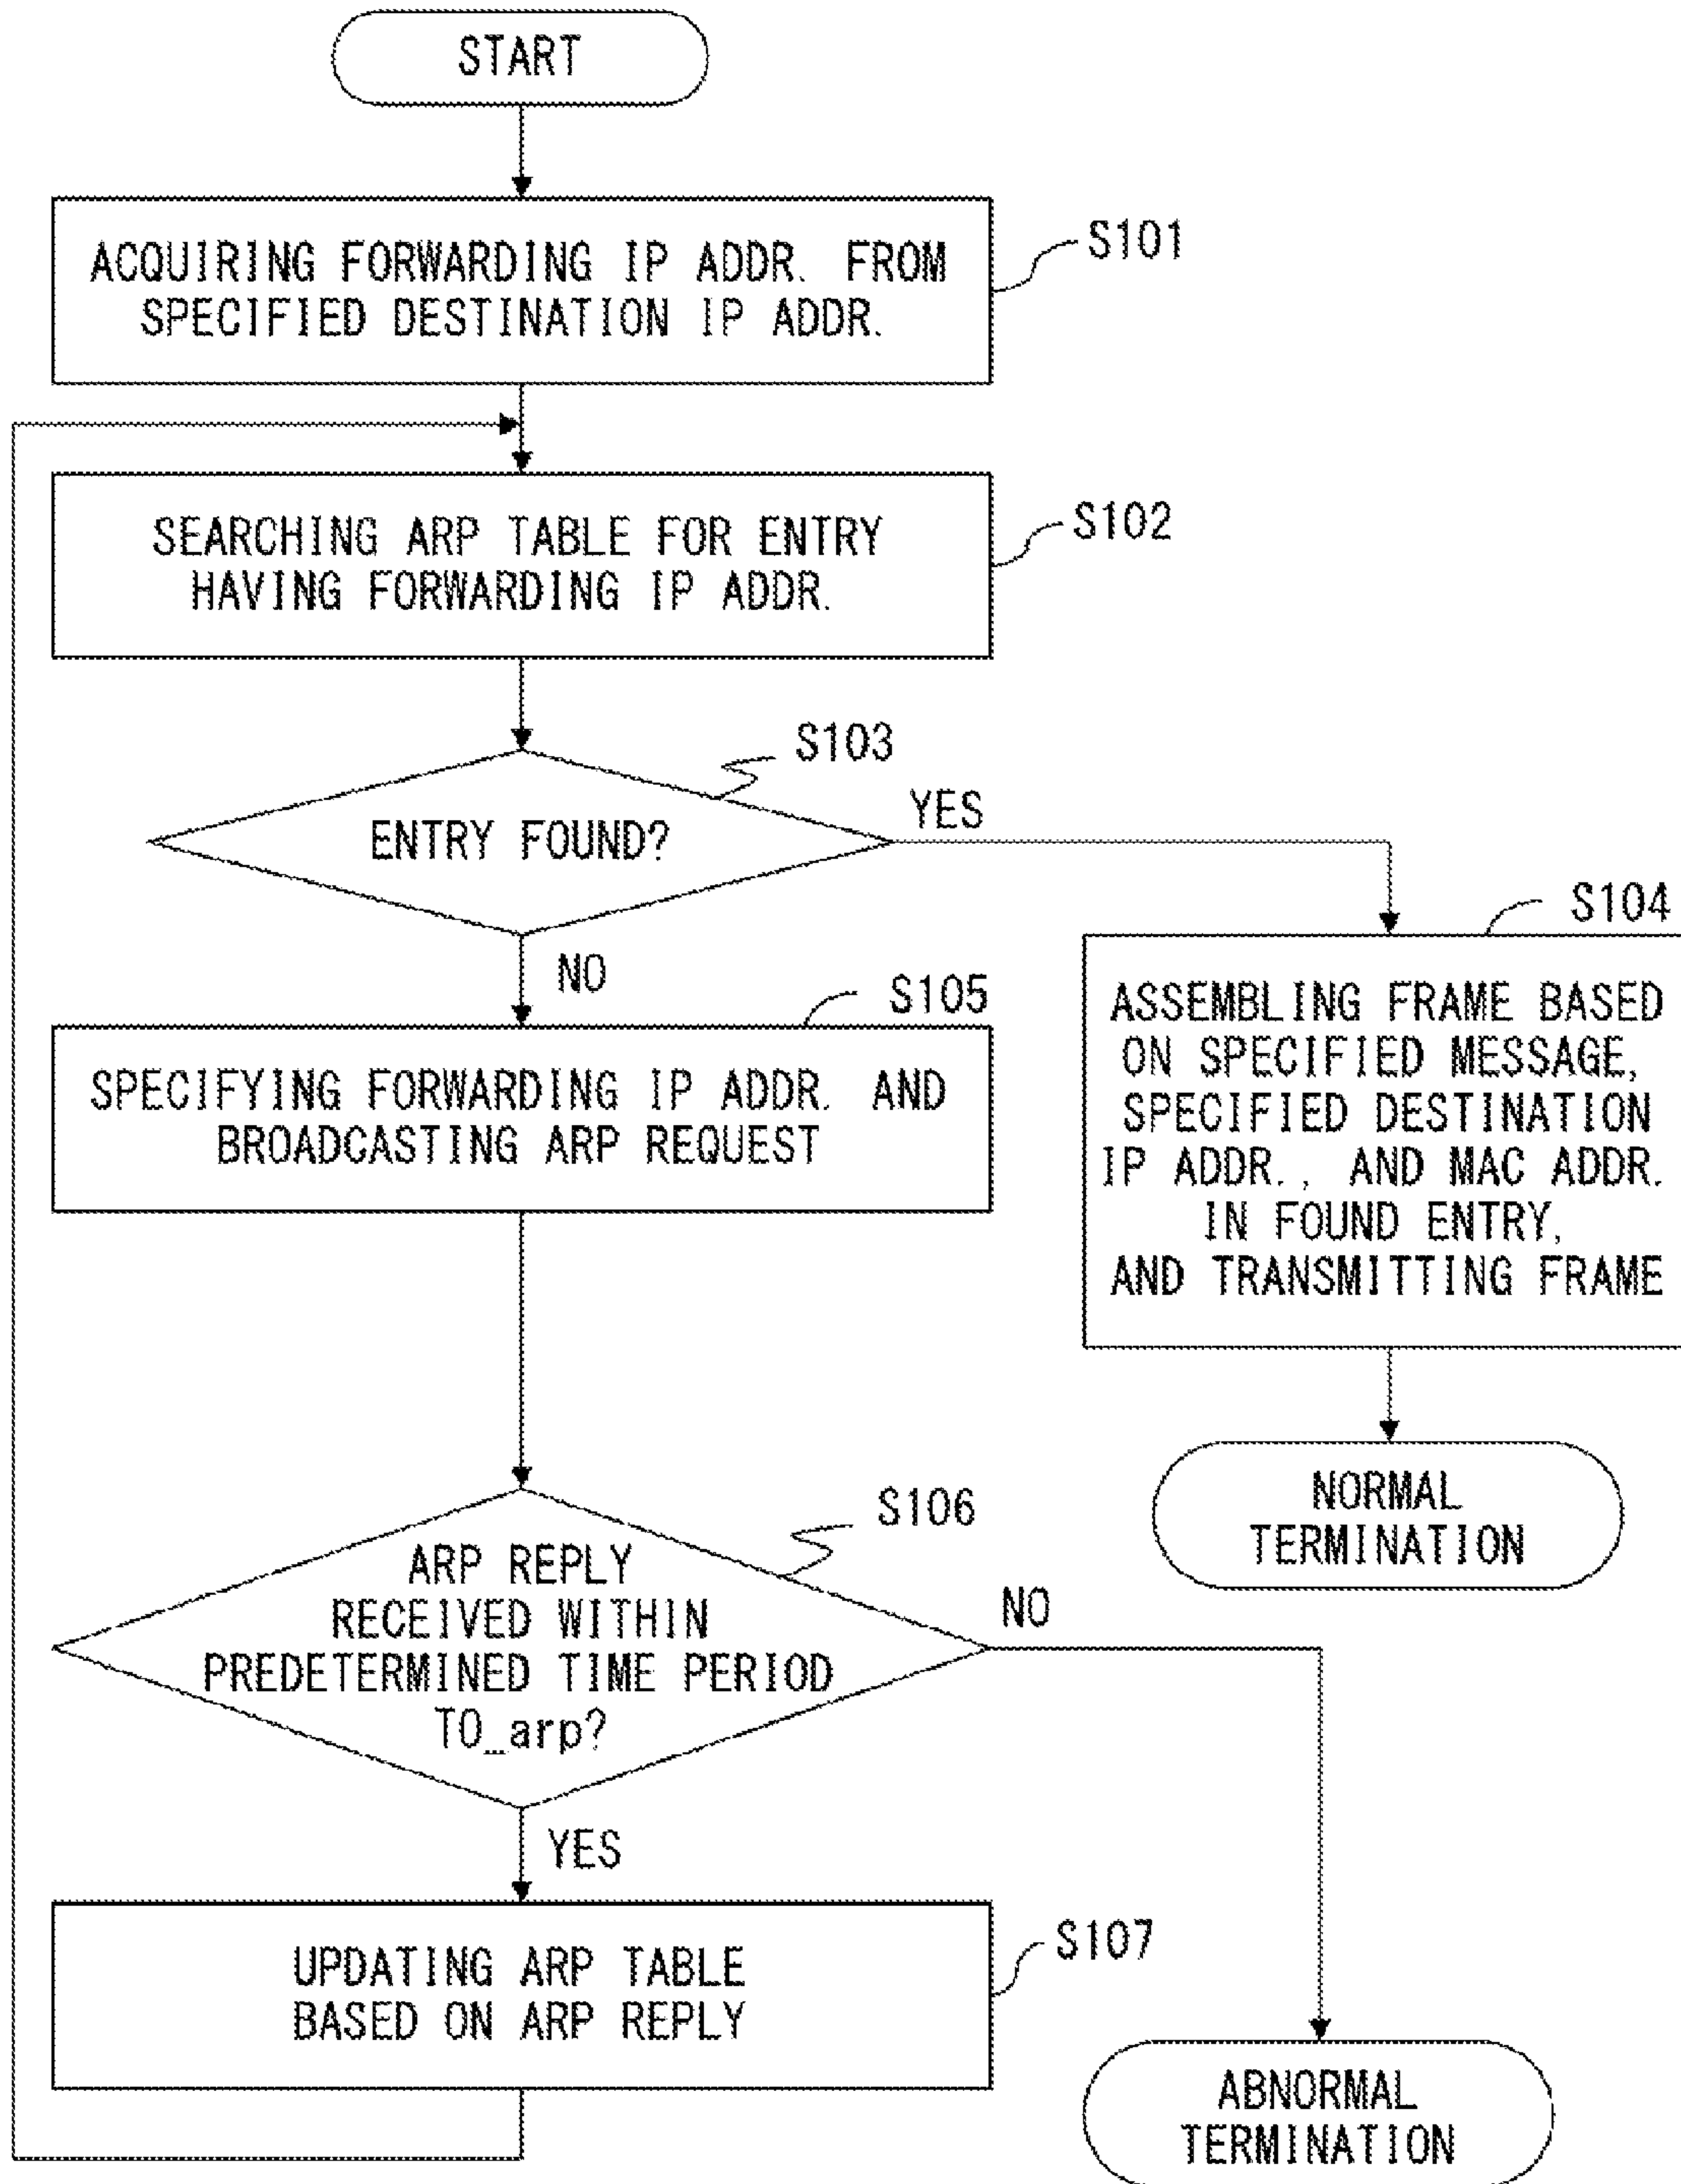 START
ACQUIRING FORWARDING IP ADDR. FROM
SPECIFIED DESTINATION IP ADDR.
S101
SEARCHING ARP TABLE FOR ENTRY
HAVING FORWARDING IP ADDR.
S102
S103
ENTRY FOUND?
YES
NO
S104
ASSEMBLING FRAME BASED
ON SPECIFIED MESSAGE,
SPECIFIED DESTINATION
IP ADDR., AND MAC ADDR.
IN FOUND ENTRY,
AND TRANSMITTING FRAME
NORMAL
TERMINATION
S105
SPECIFYING FORWARDING IP ADDR. AND
BROADCASTING ARP REQUEST
S106
ARP REPLY
RECEIVED WITHIN
PREDETERMINED TIME PERIOD
TO_arp?
NO
YES
S107
UPDATING ARP TABLE
BASED ON ARP REPLY
ABNORMAL
TERMINATION